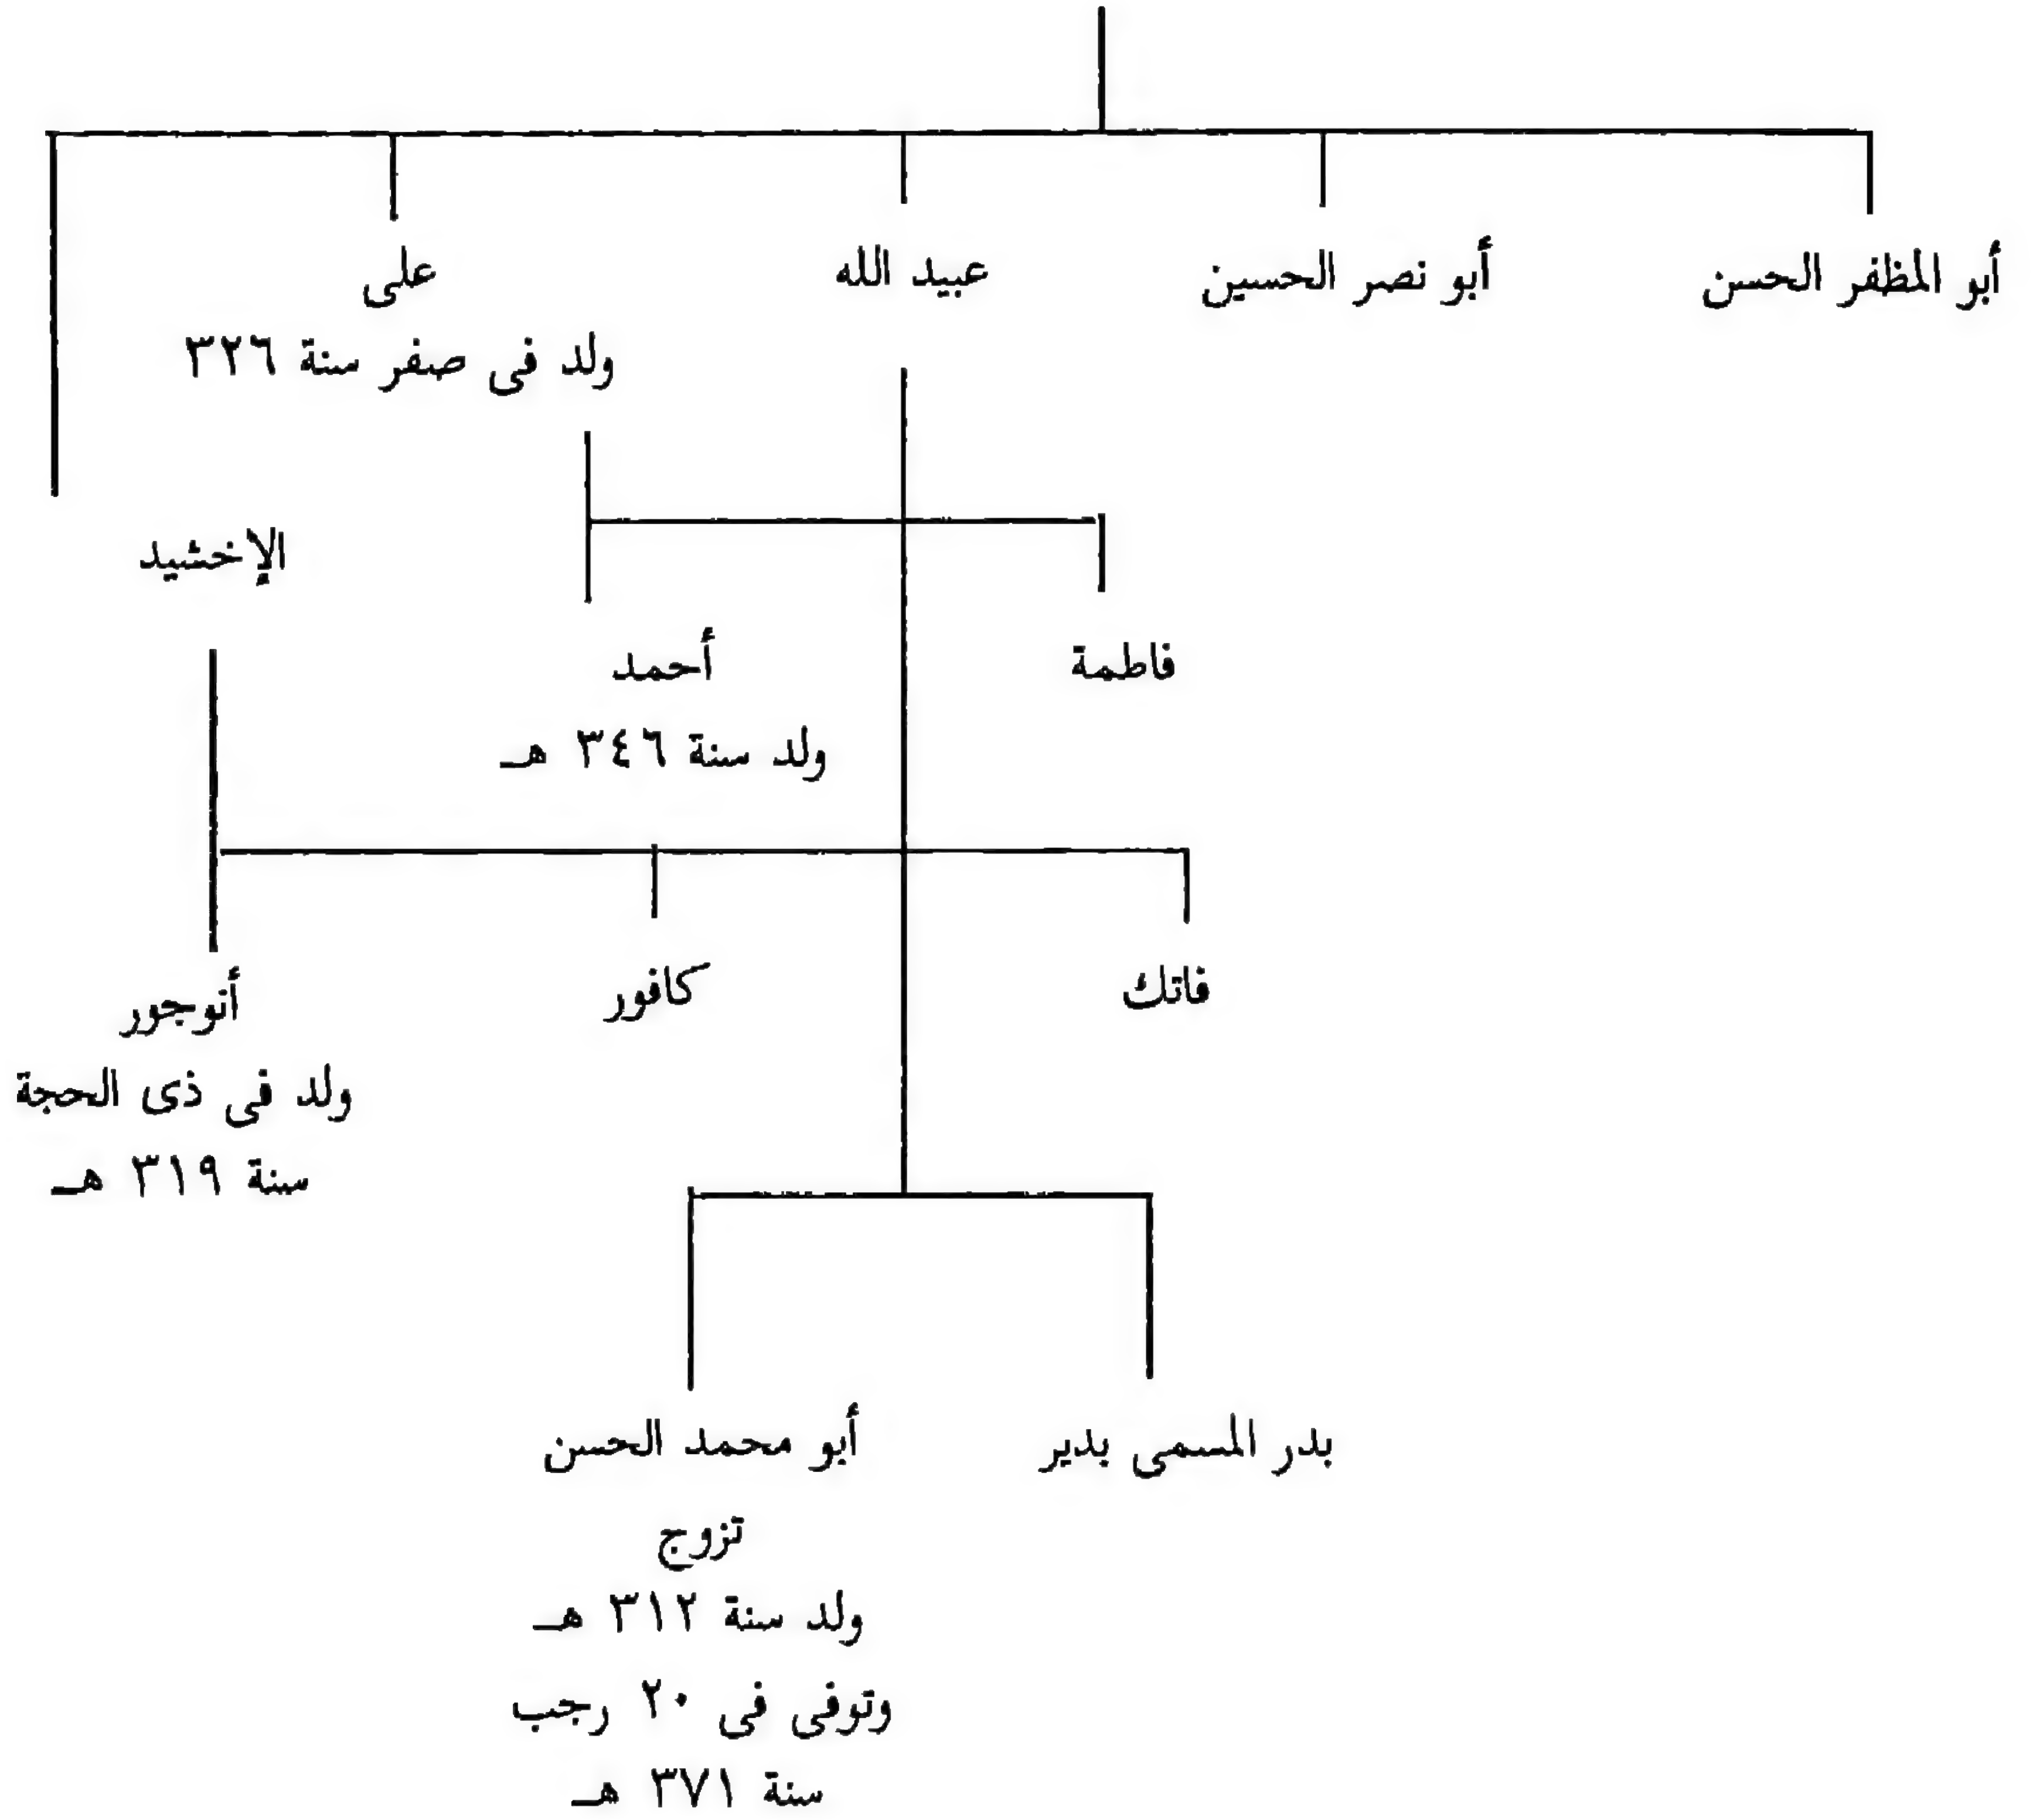 أبو المظفر الحسن
أبو نصر الحسين
عبيد الله
على
ولد فى صفر سنة ٣٢٦
الإخشيد
فاطمة
أحمد
ولد سنة ٣٤٦ هـ
فاتك
كافور
أنوجور
ولد فى ذى الحجة
سنة ٣١٩ هـ
بدر المسمى بدير
أبو محمد الحسن
تزوج
ولد سنة ٣١٢ هـ
وتوفى فى ٢٠ رجب
سنة ٣٧١ هـ